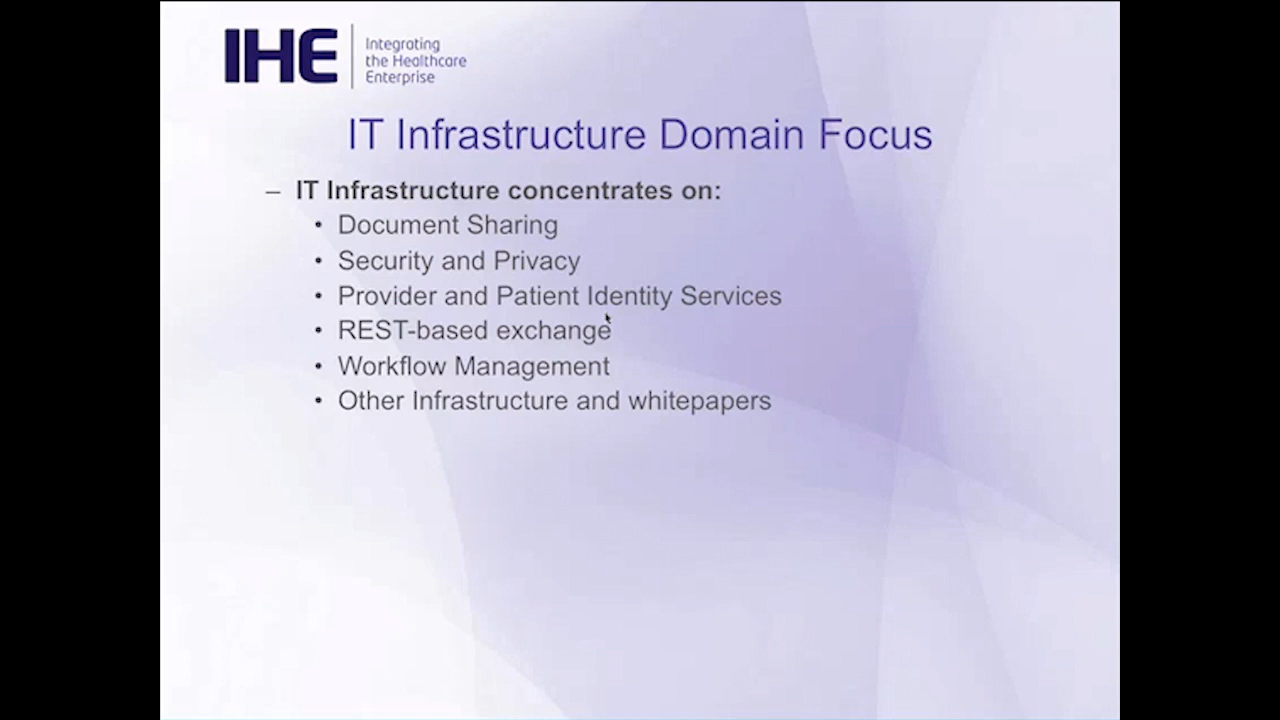 IHE
Integrating
the Healthcare
Enterprise
IT Infrastructure Domain Focus
– IT Infrastructure concentrates on:
• Document Sharing
• Security and Privacy
• Provider and Patient Identity Services
• REST-based exchange
• Workflow Management
• Other Infrastructure and whitepapers